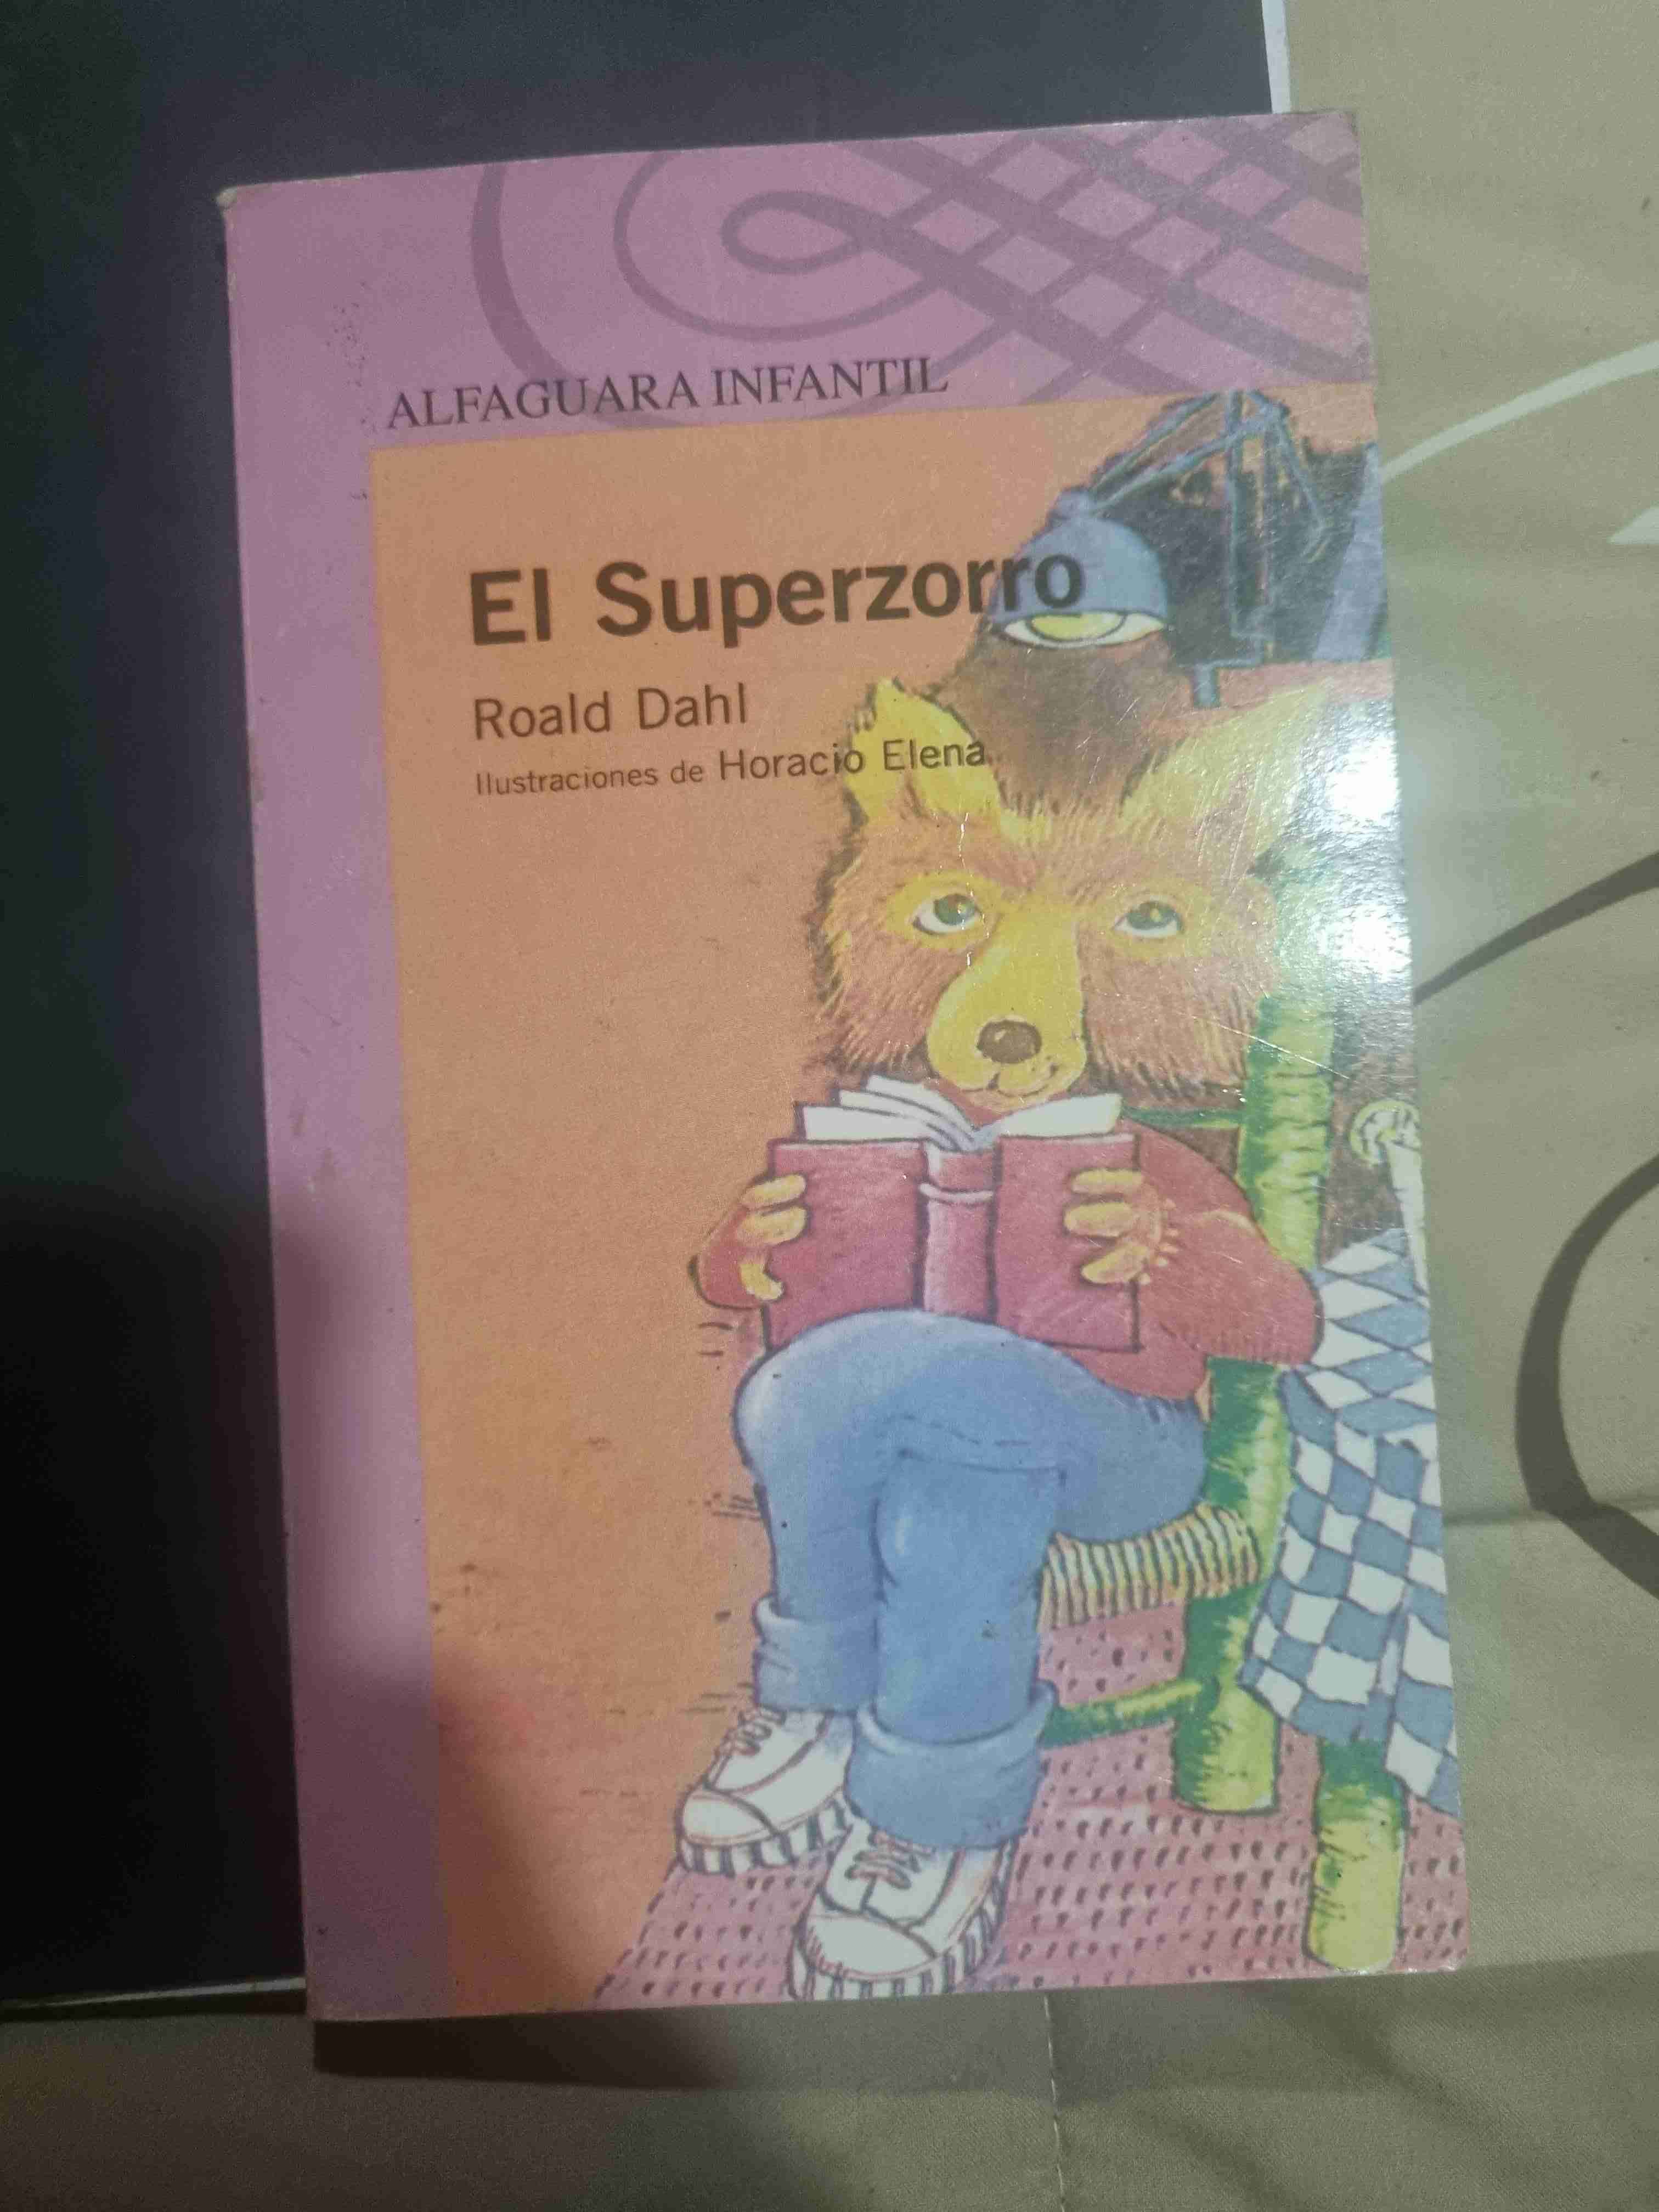 ALFAGUARA INFANTIL
El Superzorro
Roald Dahl
Ilustraciones de Horacio Elena